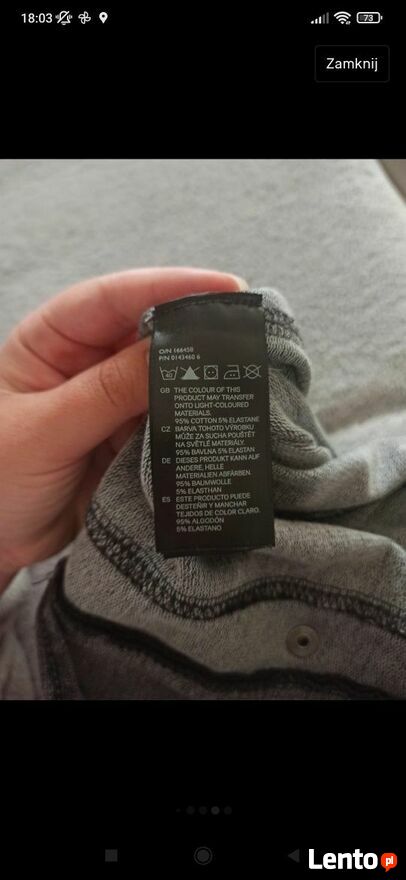 18:03
73
Zamknij
O/N 166450
P/N 0143460 6
40
GB THE COLOUR OF THIS
PRODUCT MAY TRANSFER
ONTO LIGHT-COLOURED
MATERIALS.
95% COTTON 5% ELASTANE
CZ BARVA TOHOTO VÝROBKU
MŮŽE ZA SUCHA POUŠTĚT
NA SVĚTLÉ MATERIÁLY.
95% BAVLNA 5% ELASTAN
DE DIESES PRODUKT KANN AUF
ANDERE, HELLE
MATERIALIEN ABFÄRBEN.
95% BAUMWOLLE
5% ELASTHAN
ES ESTE PRODUCTO PUEDE
DESTEÑIR Y MANCHAR
TEJIDOS DE COLOR CLARO.
95% ALGODÓN
5% ELASTANO
Lento pl